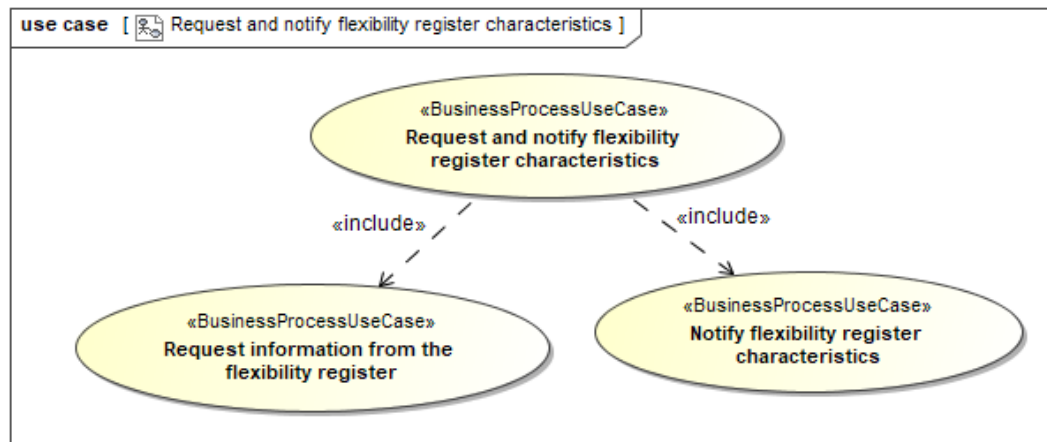 use case [ Request and notify flexibility register characteristics ]
«BusinessProcessUseCase»
Request and notify flexibility
register characteristics
«include»
«include»
«BusinessProcessUseCase»
Request information from the
flexibility register
«BusinessProcessUseCase»
Notify flexibility register
characteristics